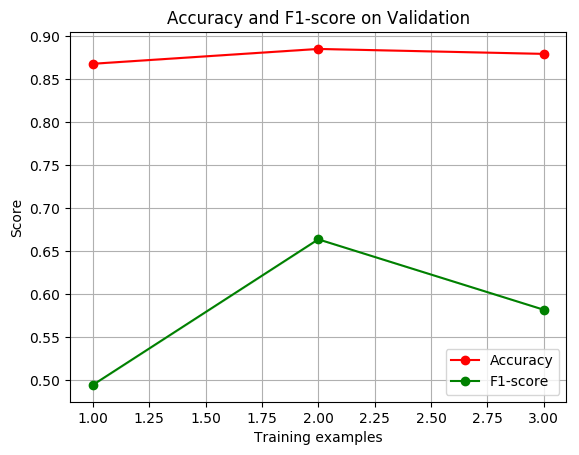 Accuracy and F1-score on Validation
0.90
0.85
0.80
0.75
0.70
0.65
0.60
0.55
0.50
Score
Accuracy
F1-score
1.00 1.25 1.50 1.75 2.00 2.25 2.50 2.75 3.00
Training examples